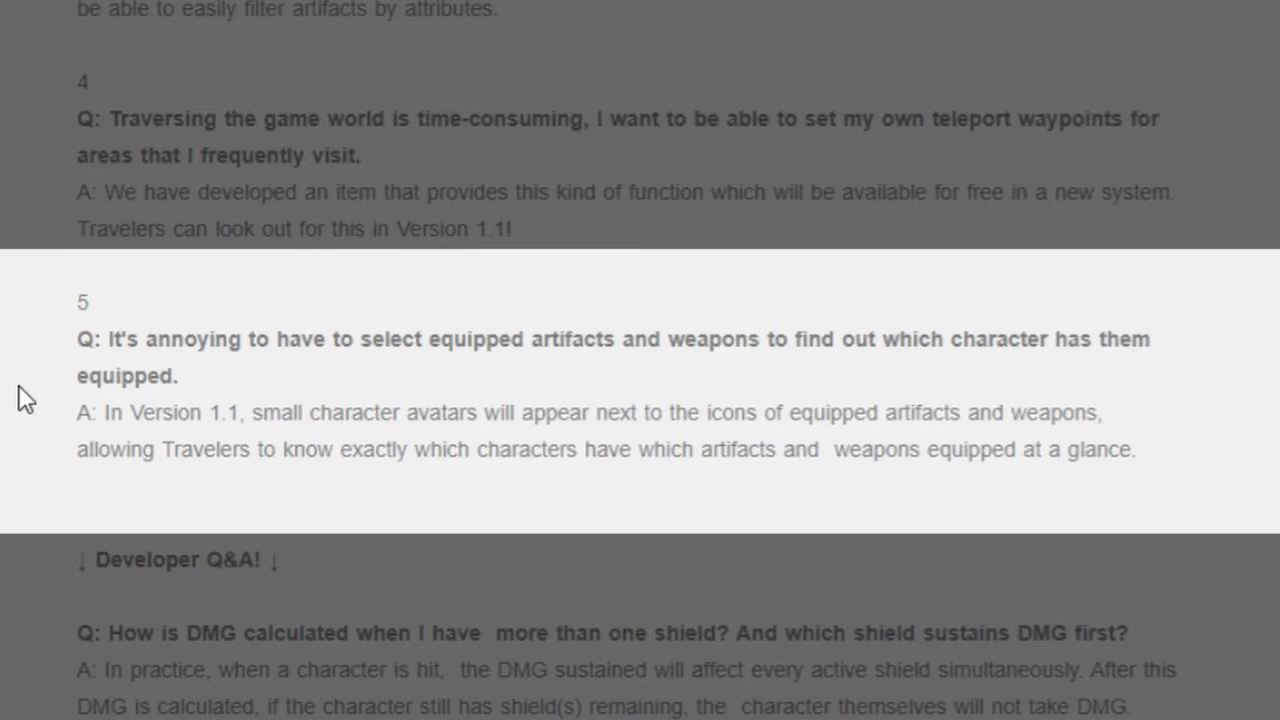 be able to easily filter artifacts by attributes.
4
Q: Traversing the game world is time-consuming, I want to be able to set my own teleport waypoints for
areas that I frequently visit.
A: We have developed an item that provides this kind of function which will be available for free in a new system.
Travelers can look out for this in Version 1.1!
5
Q: It's annoying to have to select equipped artifacts and weapons to find out which character has them
equipped.
A: In Version 1.1, small character avatars will appear next to the icons of equipped artifacts and weapons,
allowing Travelers to know exactly which characters have which artifacts and  weapons equipped at a glance.
↓ Developer Q&A! ↓
Q: How is DMG calculated when I have  more than one shield? And which shield sustains DMG first?
A: In practice, when a character is hit,  the DMG sustained will affect every active shield simultaneously. After this
DMG is calculated, if the character still has shield(s) remaining, the  character themselves will not take DMG.